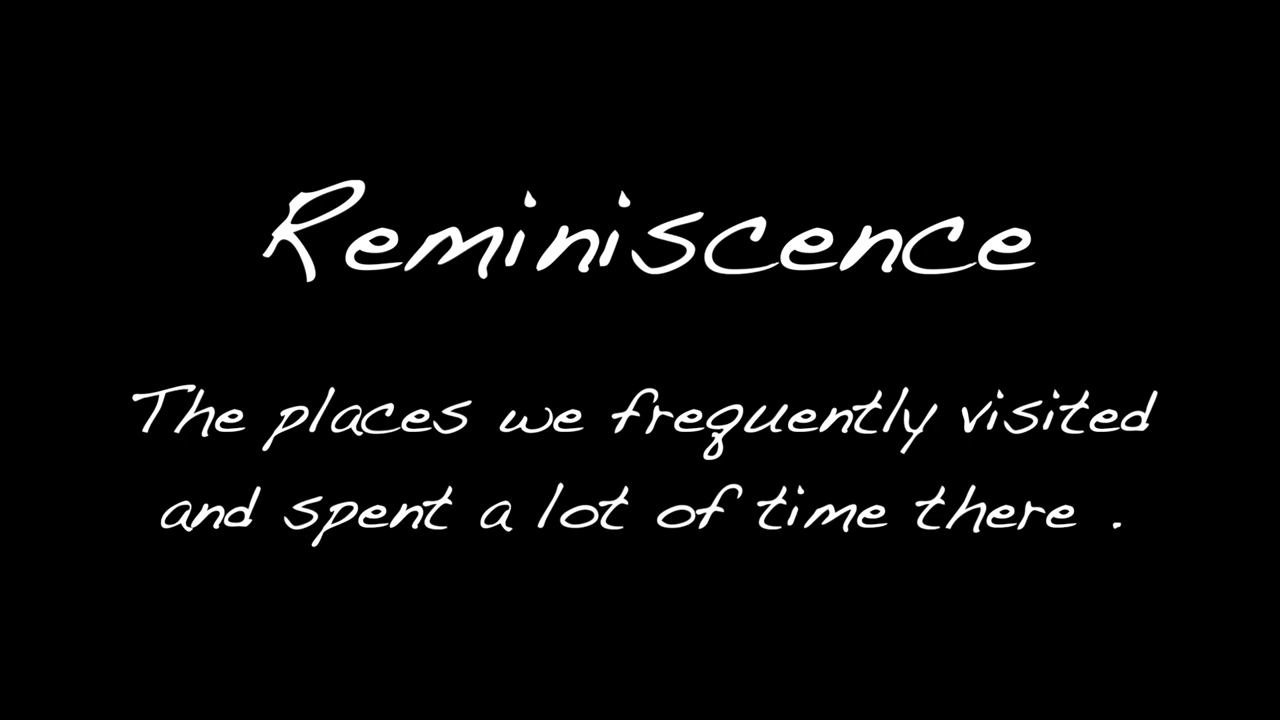 Reminiscence
The places we frequently visited
and spent a lot of time there .